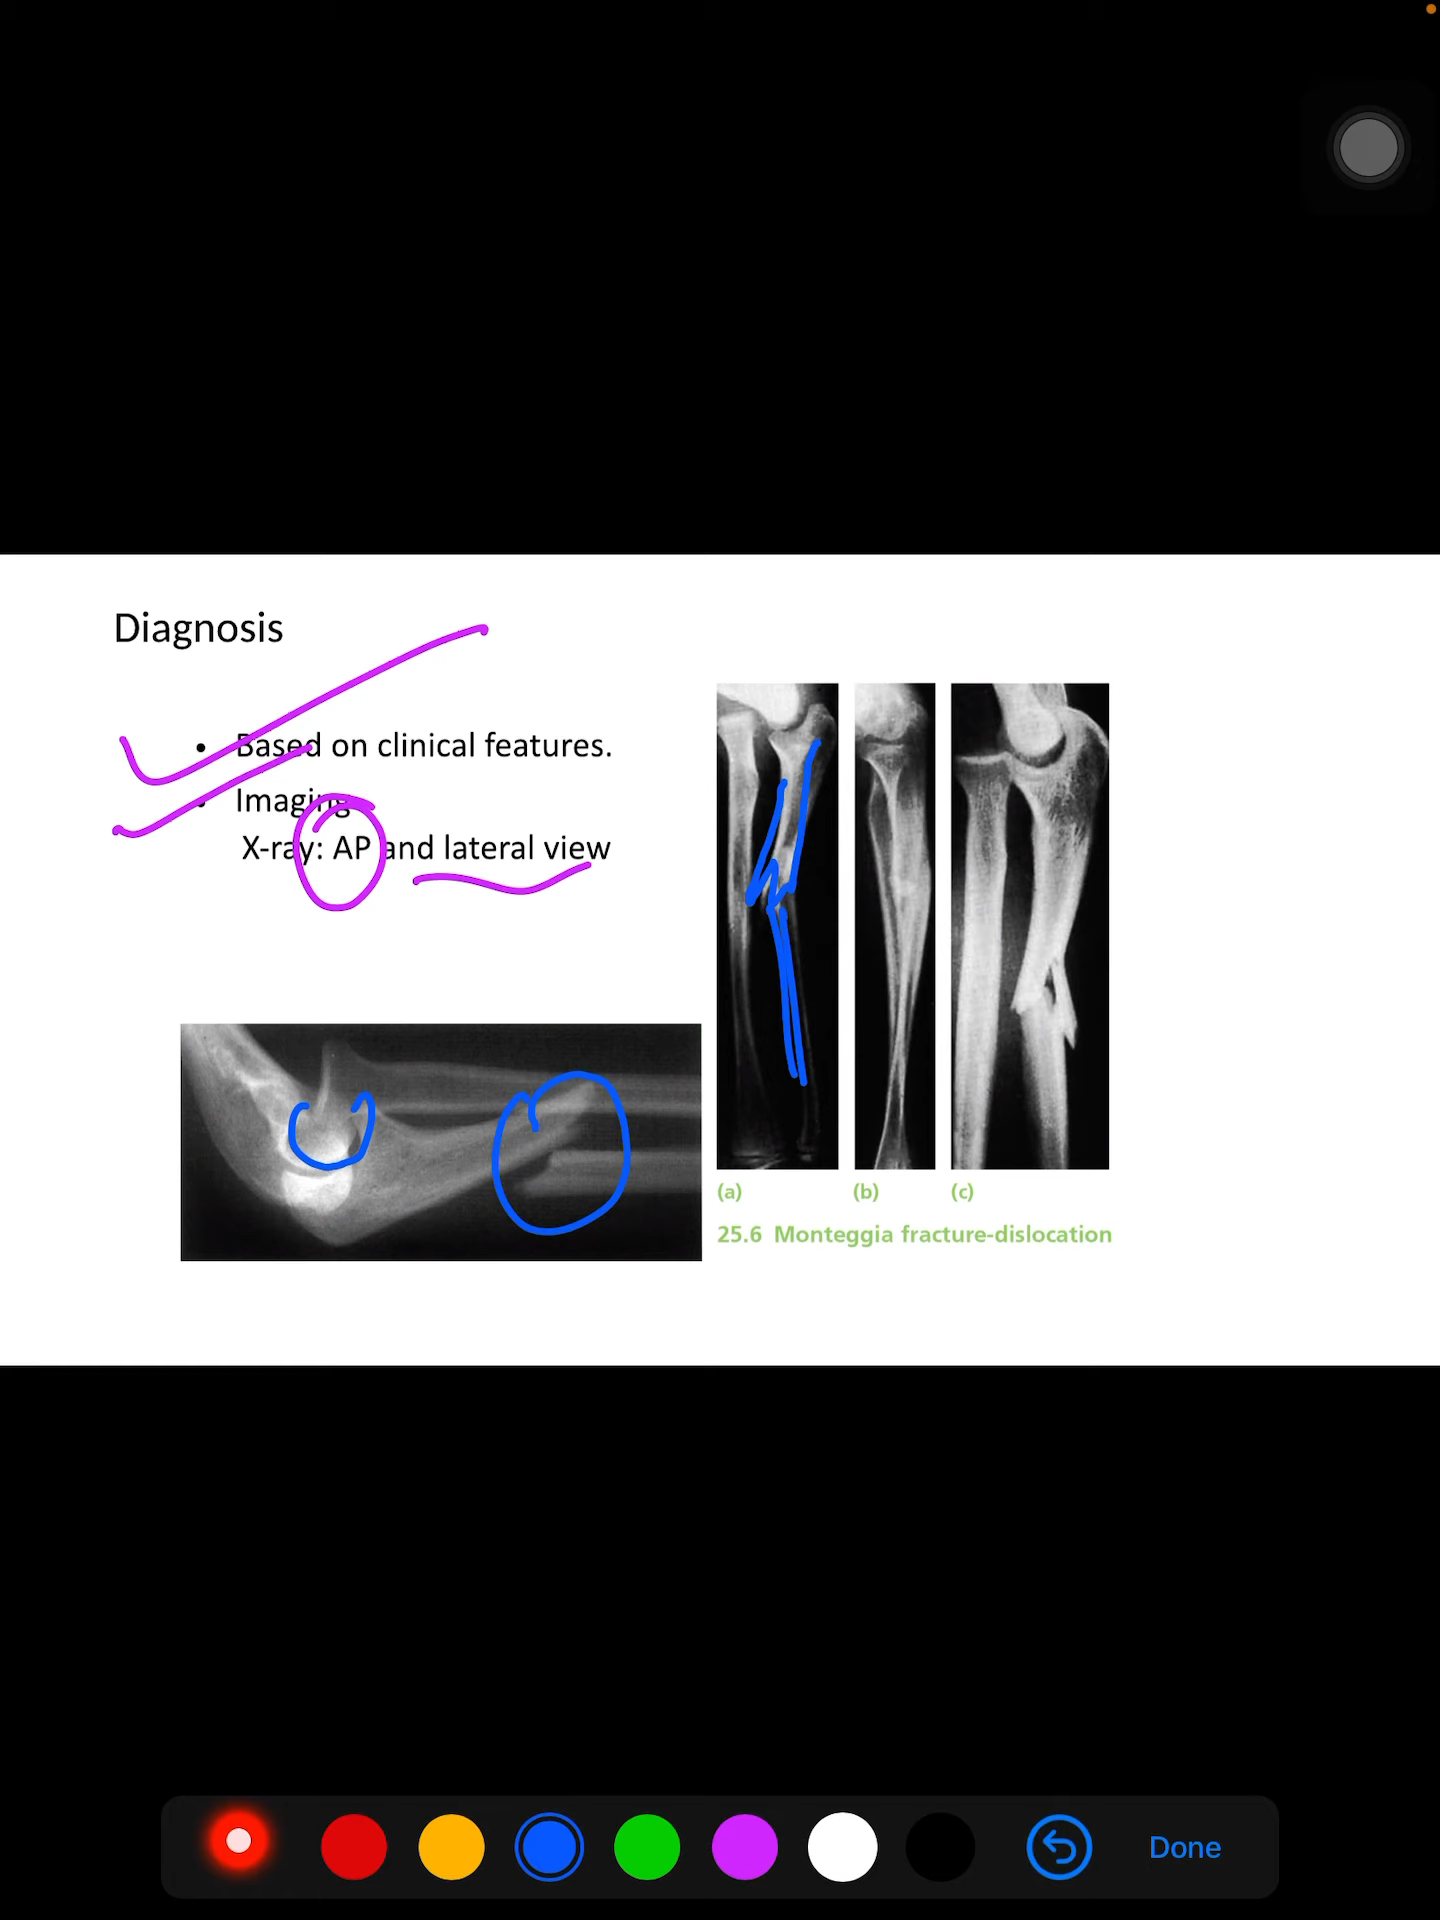 Diagnosis
• Based on clinical features.
• Imaging
X-ray: AP and lateral view
(a) (b) (c)
25.6 Monteggia fracture-dislocation
Done